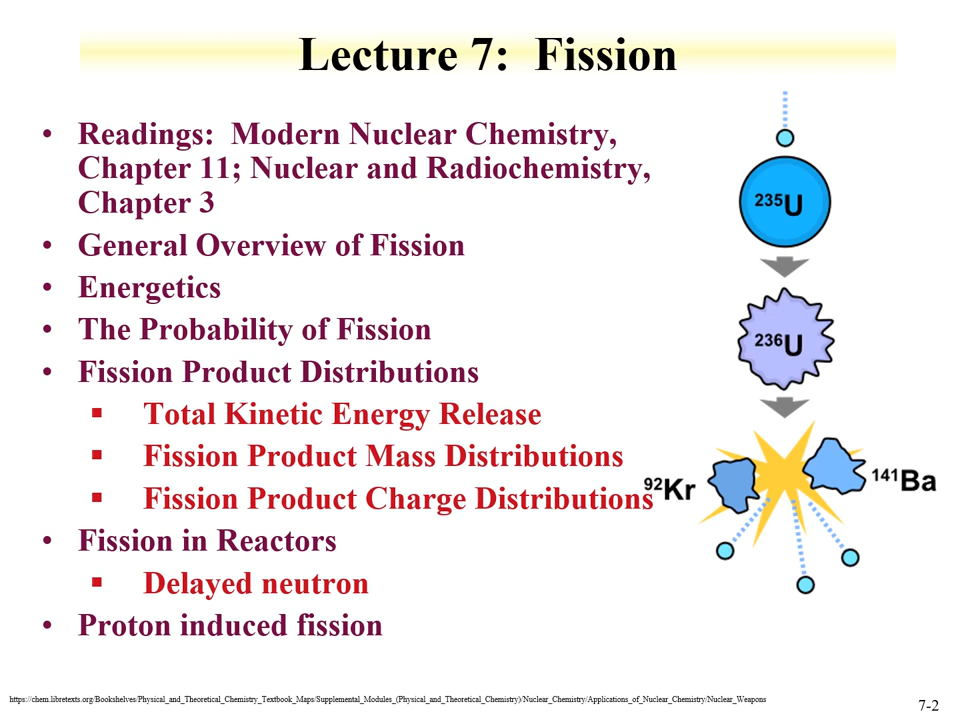 Lecture 7: Fission
• Readings: Modern Nuclear Chemistry,
Chapter 11; Nuclear and Radiochemistry,
Chapter 3
• General Overview of Fission
• Energetics
• The Probability of Fission
• Fission Product Distributions
▪ Total Kinetic Energy Release
▪ Fission Product Mass Distributions
▪ Fission Product Charge Distributions
• Fission in Reactors
▪ Delayed neutron
• Proton induced fission
²³⁵U
²³⁶U
⁹²Kr
¹⁴¹Ba
https://chem.libretexts.org/Bookshelves/Physical_and_Theoretical_Chemistry_Textbook_Maps/Supplemental_Modules_(Physical_and_Theoretical_Chemistry)/Nuclear_Chemistry/Applications_of_Nuclear_Chemistry/Nuclear_Weapons
7-2